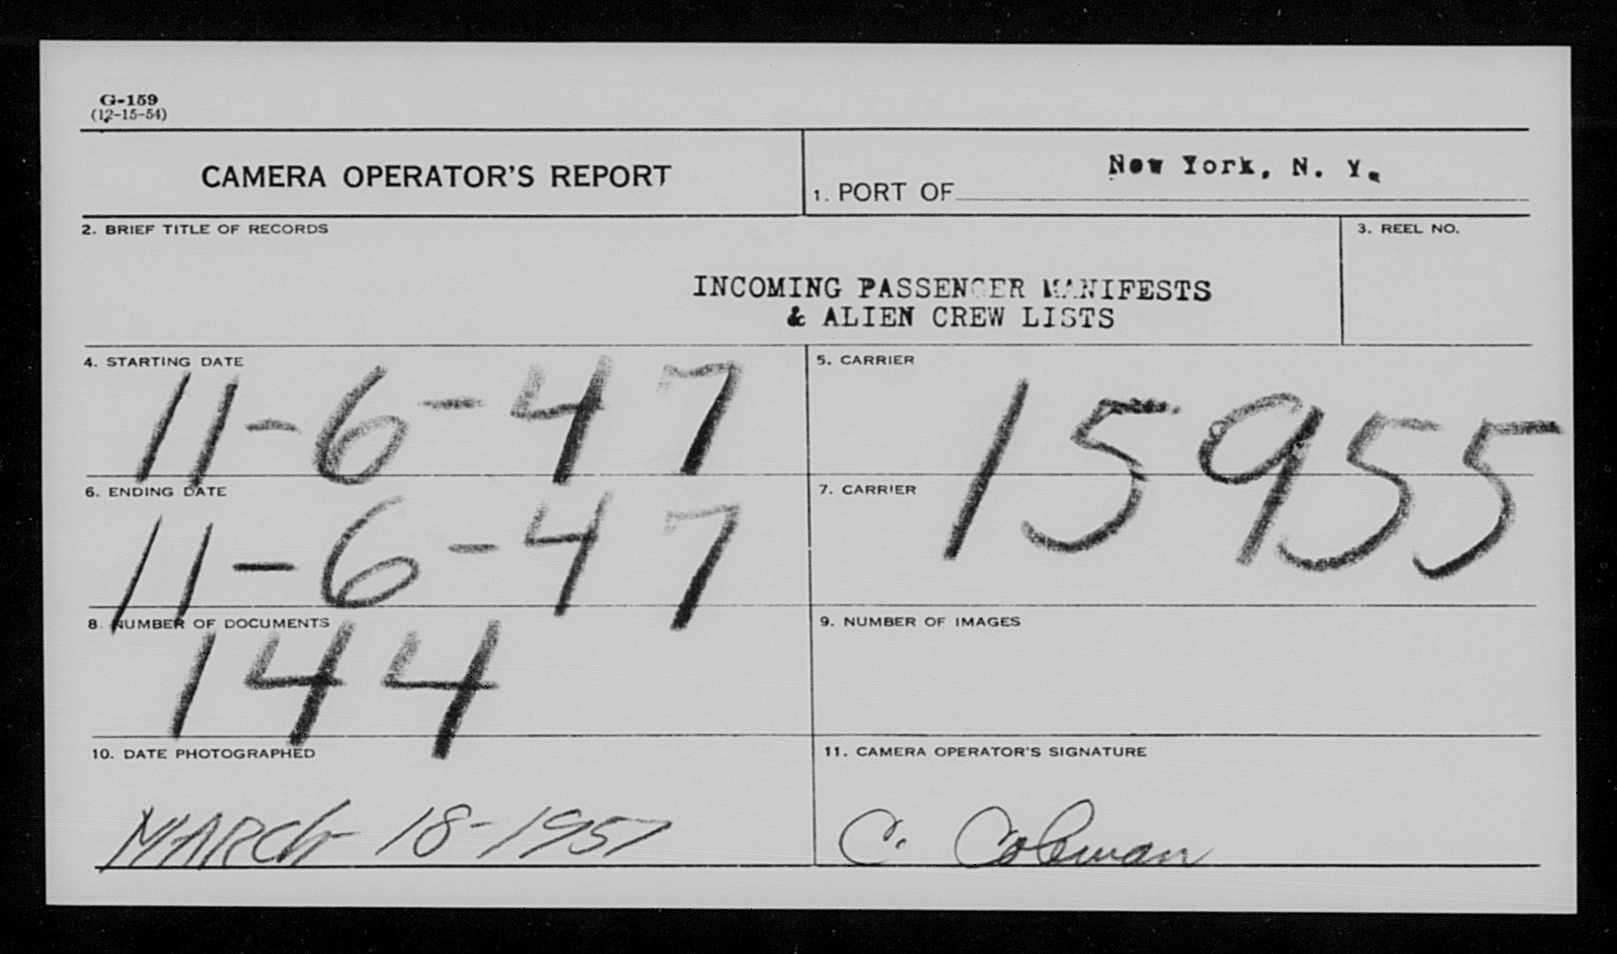 G-159
(12-15-54)
CAMERA OPERATOR'S REPORT
1. PORT OF New York, N. Y.
2. BRIEF TITLE OF RECORDS
3. REEL NO.
INCOMING PASSENGER MANIFESTS
& ALIEN CREW LISTS
4. STARTING DATE
11-6-47
5. CARRIER
15955
6. ENDING DATE
11-6-47
7. CARRIER
8. NUMBER OF DOCUMENTS
144
9. NUMBER OF IMAGES
10. DATE PHOTOGRAPHED
MARCH 18-1957
11. CAMERA OPERATOR'S SIGNATURE
C. Coleman